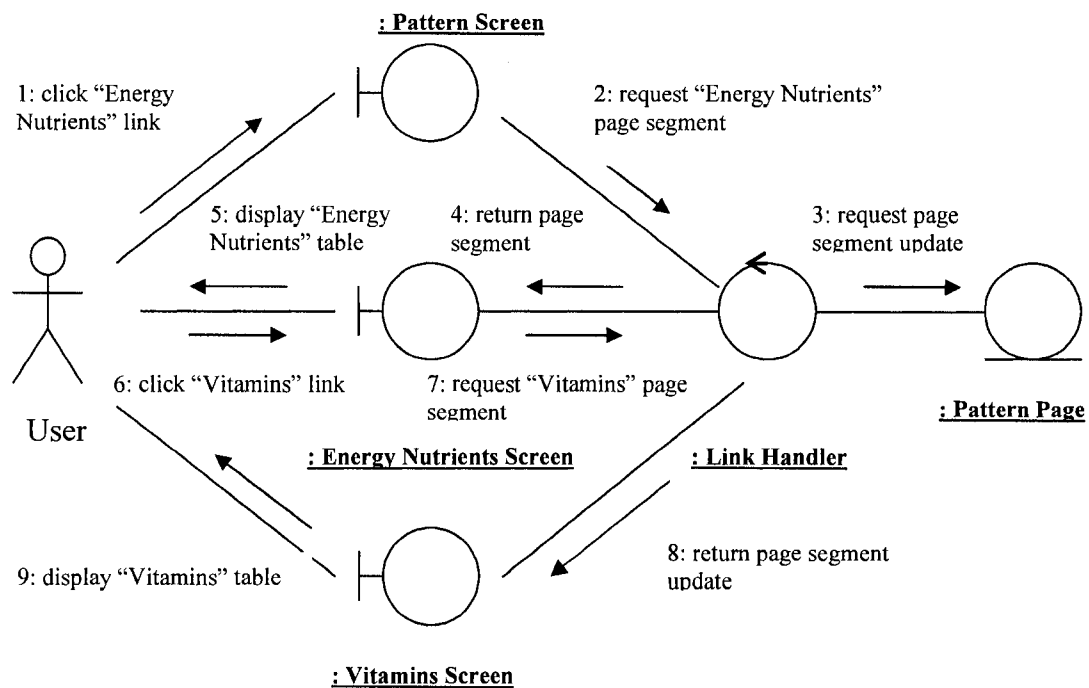 : Pattern Screen
1: click “Energy
Nutrients” link
2: request “Energy Nutrients”
page segment
5: display “Energy
Nutrients” table
4: return page
segment
3: request page
segment update
6: click “Vitamins” link
7: request “Vitamins” page
segment
User
: Pattern Page
: Energy Nutrients Screen
: Link Handler
9: display “Vitamins” table
8: return page segment
update
: Vitamins Screen